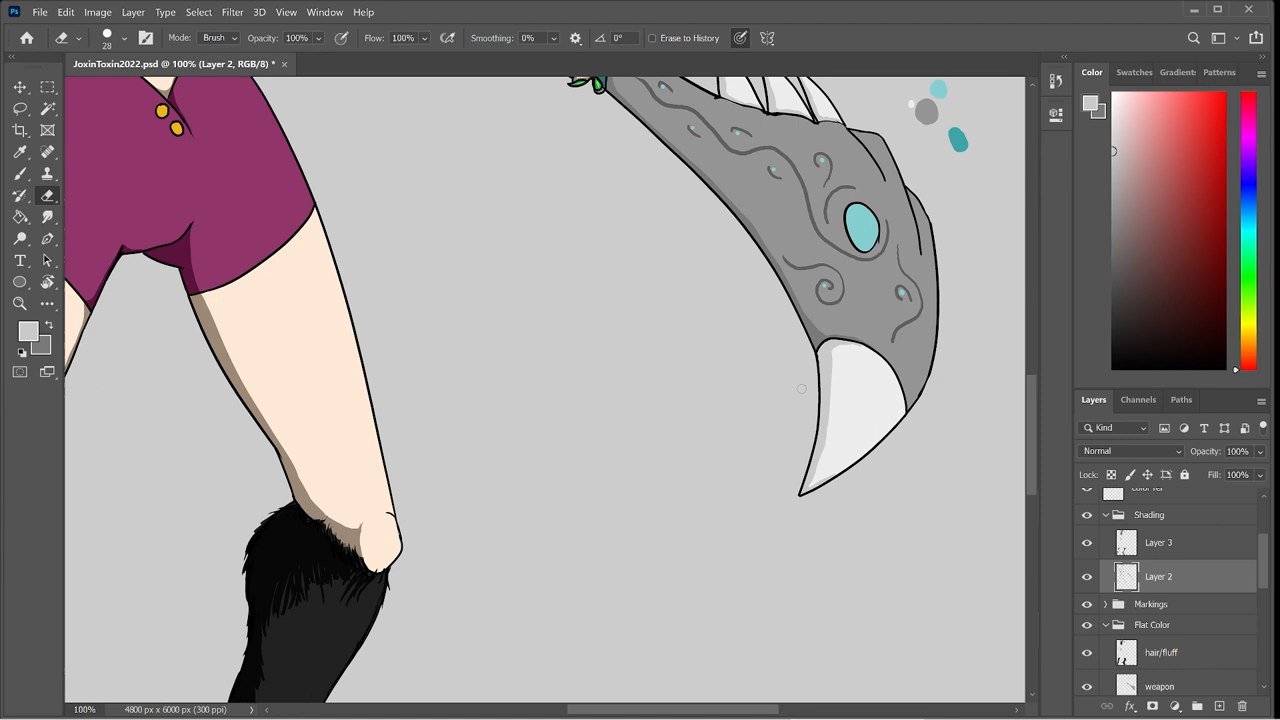 Ps File Edit Image Layer Type Select Filter 3D View Window Help
28 Mode: Brush Opacity: 100% Flow: 100% Smoothing: 0% 0° Erase to History
JoxinToxin2022.psd @ 100% (Layer 2, RGB/8) *
Color Swatches Gradients Patterns
Layers Channels Paths
Kind
Normal Opacity: 100%
Lock: Fill: 100%
Shading
Layer 3
Layer 2
Markings
Flat Color
hair/fluff
weapon
100% 4800 px x 6000 px (300 ppi)